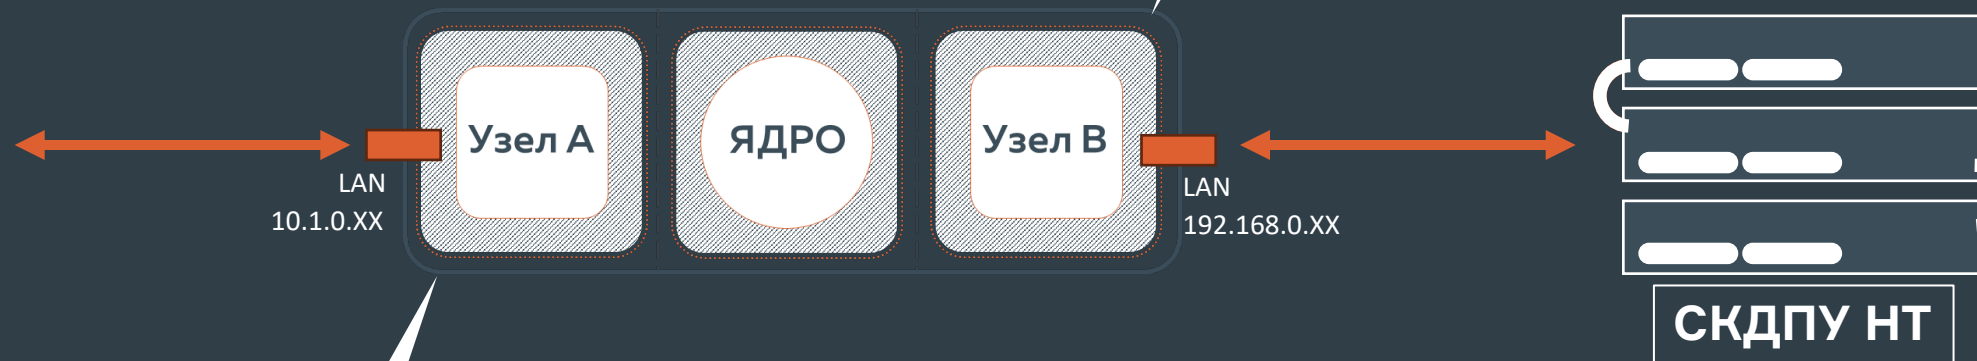 Узел А
ЯДРО
Узел В
LAN
10.1.0.XX
LAN
192.168.0.XX
СКДПУ НТ